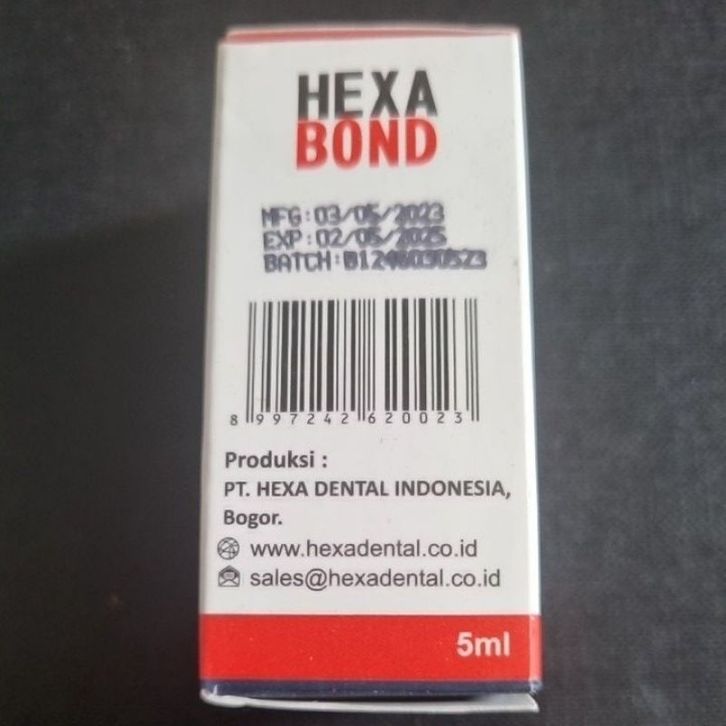 HEXA
BOND
MFG:03/05/2023
EXP:02/05/2025
BATCH:
8 997242 620023
Produksi :
PT. HEXA DENTAL INDONESIA,
Bogor.
www.hexadental.co.id
sales@hexadental.co.id
5ml